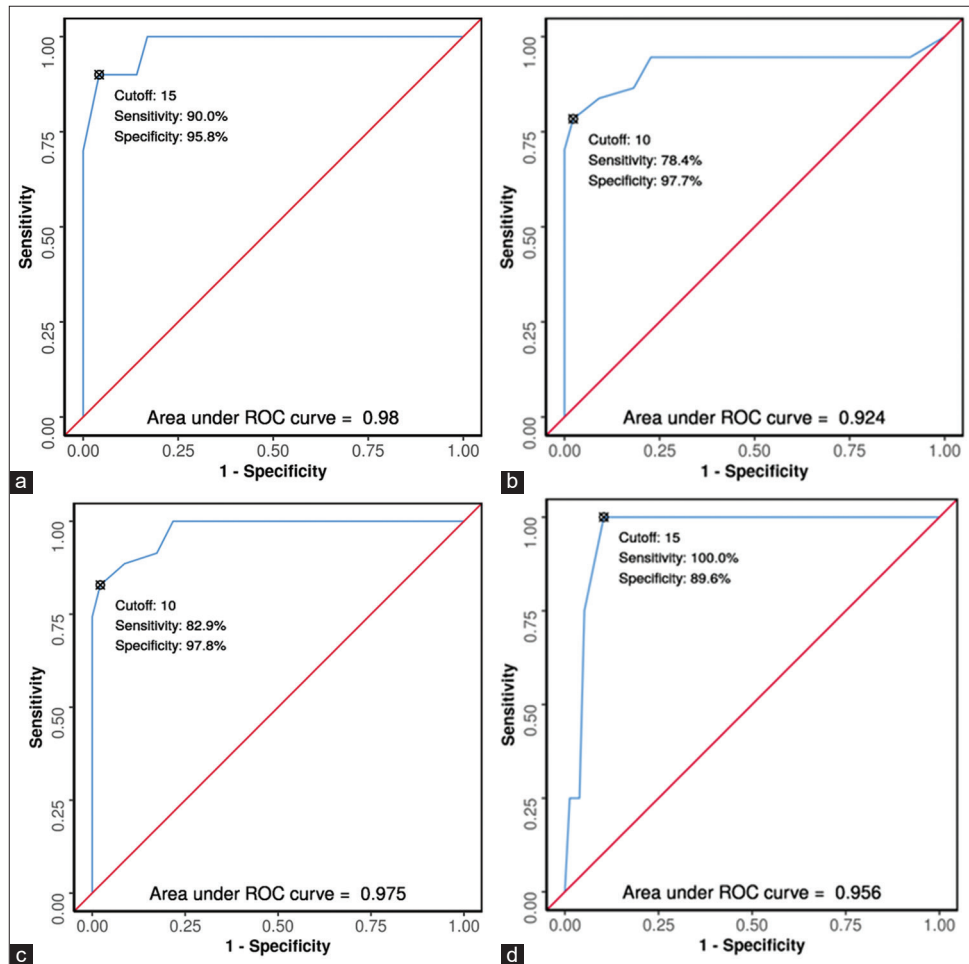 1.00
0.75
0.50
0.25
0.00
Sensitivity
Cutoff: 15
Sensitivity: 90.0%
Specificity: 95.8%
Area under ROC curve = 0.98
0.00 0.25 0.50 0.75 1.00
1 - Specificity
a
1.00
0.75
0.50
0.25
0.00
Sensitivity
Cutoff: 10
Sensitivity: 78.4%
Specificity: 97.7%
Area under ROC curve = 0.924
0.00 0.25 0.50 0.75 1.00
1 - Specificity
b
1.00
0.75
0.50
0.25
0.00
Sensitivity
Cutoff: 10
Sensitivity: 82.9%
Specificity: 97.8%
Area under ROC curve = 0.975
0.00 0.25 0.50 0.75 1.00
1 - Specificity
c
1.00
0.75
0.50
0.25
0.00
Sensitivity
Cutoff: 15
Sensitivity: 100.0%
Specificity: 89.6%
Area under ROC curve = 0.956
0.00 0.25 0.50 0.75 1.00
1 - Specificity
d